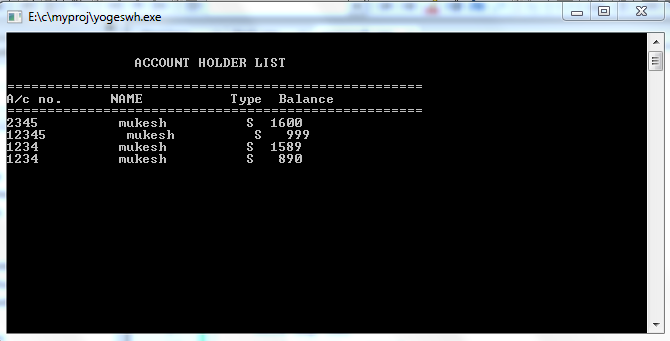 E:\c\myproj\yogeswh.exe
ACCOUNT HOLDER LIST
====================================================
A/c no. NAME Type Balance
====================================================
2345 mukesh S 1600
12345 mukesh S 999
1234 mukesh S 1589
1234 mukesh S 890